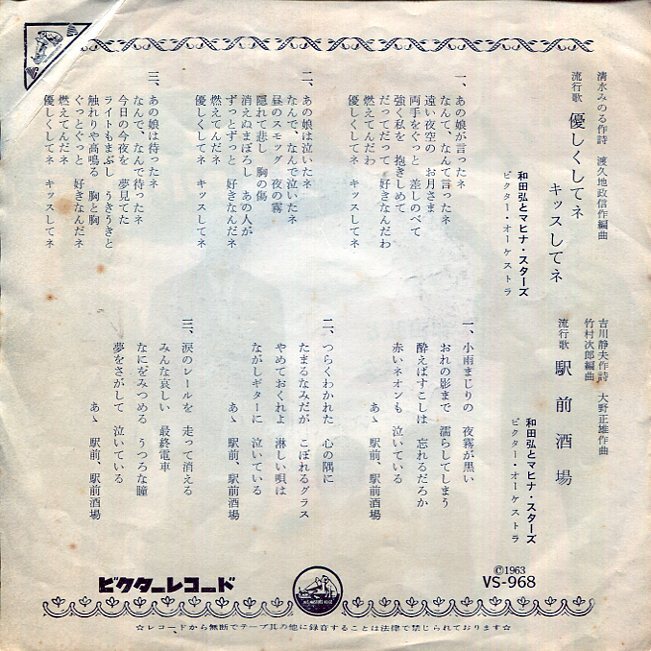 清水みのる作詩　渡久地政信作編曲
流行歌　優しくしてネ
キッスしてネ
和田弘とマヒナ・スターズ
ビクター・オーケストラ
一、あの娘が言ったネ
なんて、なんて言ったネ
遠い夜空の　お月さま
両手をぐっと　差しのべて
強く私を　抱きしめて
だってだって　好きなんだわ
燃えてんだわ
優しくしてネ　キッスしてネ
二、あの娘は泣いたネ
なんで、なんで泣いたネ
昼のスモッグ　夜の霧
隠れて悲し　胸の傷
消えぬまぼろし　あの人が
ずっとずっと　好きなんだネ
燃えてんだネ
優しくしてネ　キッスしてネ
三、あの娘は待ったネ
なんで、なんで待ったネ
今日の今夜を　夢見てた
ライトもまぶし　うきうきと
触れりや高鳴る　胸と胸
ぐっとぐっと　好きなんだネ
燃えてんだネ
優しくしてネ　キッスしてネ
吉川静夫作詩　大野正雄作曲
竹村次郎編曲
流行歌　駅前酒場
和田弘とマヒナ・スターズ
ビクター・オーケストラ
一、小雨まじりの　夜霧が黒い
おれの影まで　濡らしてしまう
酔えばすこしは　忘れるだろか
赤いネオンも　泣いている
あゝ　駅前、駅前酒場
二、つらくわかれた　心の隅に
たまるなみだが　こぼれるグラス
やめておくれよ　淋しい唄は
ながしギターに　泣いている
あゝ　駅前、駅前酒場
三、涙のレールを　走って消える
みんな哀しい　最終電車
なにをみつめる　うつろな瞳
夢をさがして　泣いている
あゝ　駅前、駅前酒場
ビクターレコード
©1963
VS-968
☆レコードから無断でテープ其の他に録音することは法律で禁じられております☆